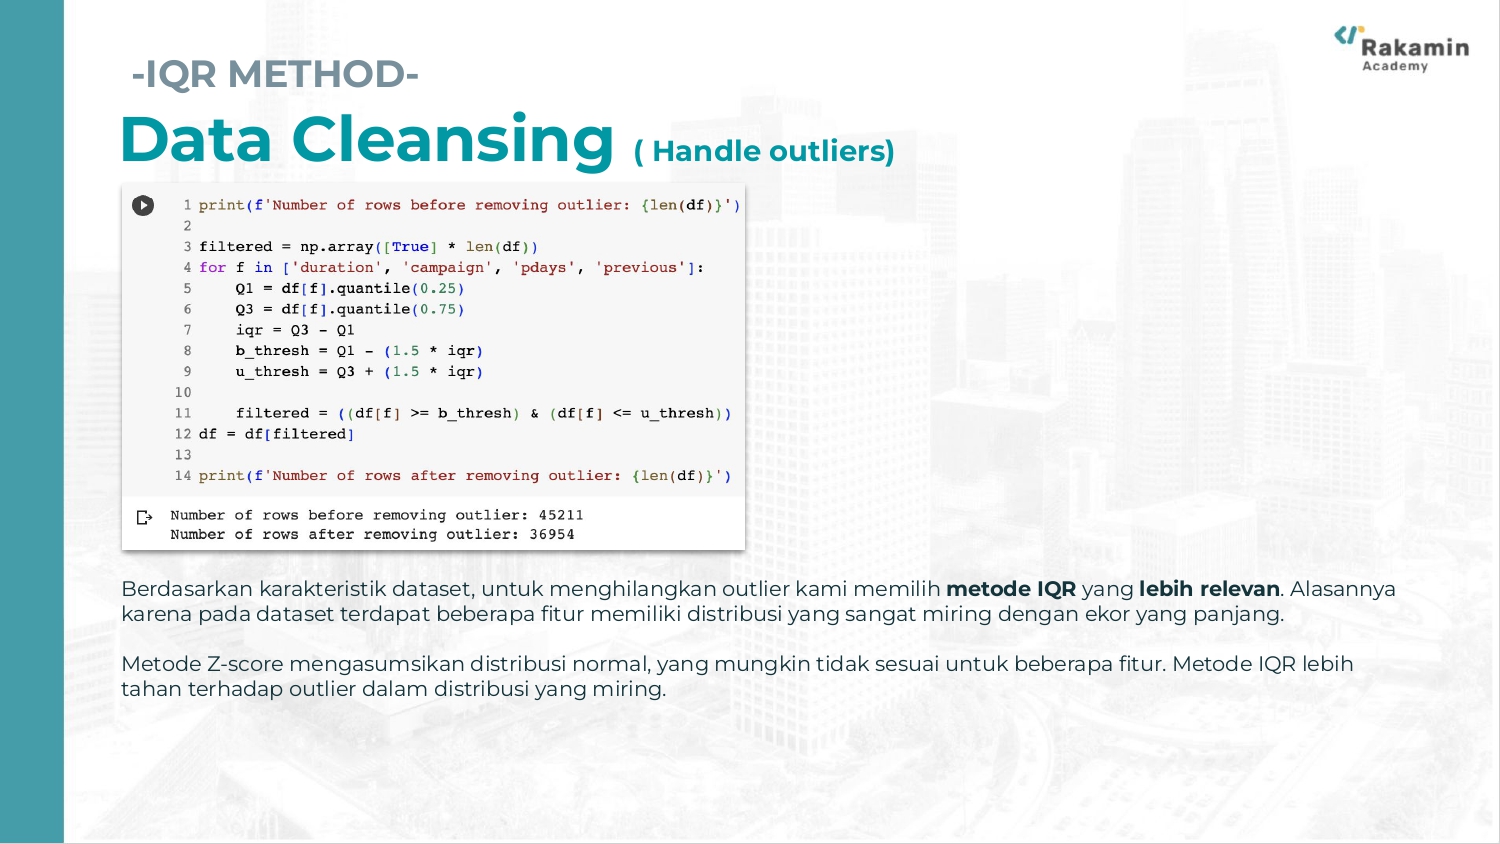 Rakamin
Academy
-IQR METHOD-
Data Cleansing ( Handle outliers)
1 print(f'Number of rows before removing outlier: {len(df)}')
2
3 filtered = np.array([True] * len(df))
4 for f in ['duration', 'campaign', 'pdays', 'previous']:
5     Q1 = df[f].quantile(0.25)
6     Q3 = df[f].quantile(0.75)
7     iqr = Q3 - Q1
8     b_thresh = Q1 - (1.5 * iqr)
9     u_thresh = Q3 + (1.5 * iqr)
10
11     filtered = ((df[f] >= b_thresh) & (df[f] <= u_thresh))
12 df = df[filtered]
13
14 print(f'Number of rows after removing outlier: {len(df)}')
Number of rows before removing outlier: 45211
Number of rows after removing outlier: 36954
Berdasarkan karakteristik dataset, untuk menghilangkan outlier kami memilih metode IQR yang lebih relevan. Alasannya
karena pada dataset terdapat beberapa fitur memiliki distribusi yang sangat miring dengan ekor yang panjang.
Metode Z-score mengasumsikan distribusi normal, yang mungkin tidak sesuai untuk beberapa fitur. Metode IQR lebih
tahan terhadap outlier dalam distribusi yang miring.